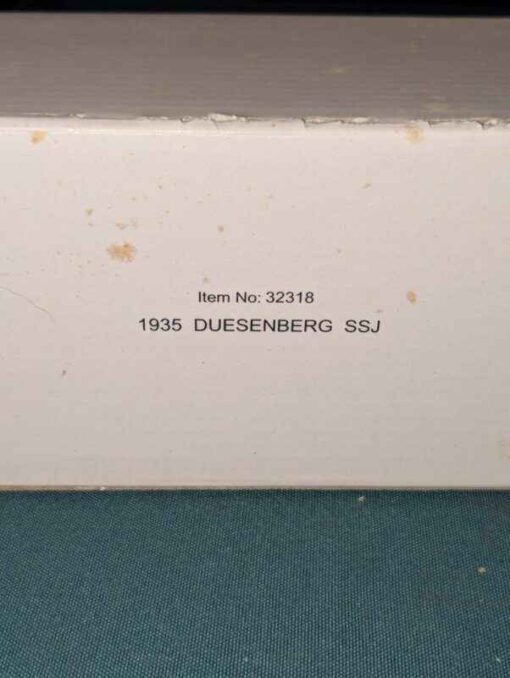 Item No: 32318
1935 DUESENBERG SSJ